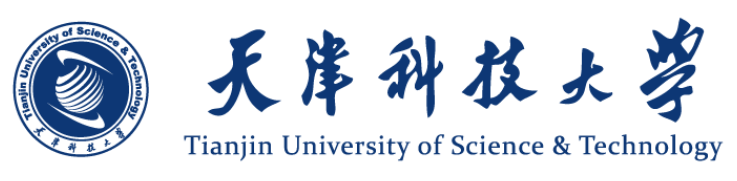 Tianjin University of Science & Technology
天津科技大学
天津科技大学
Tianjin University of Science & Technology